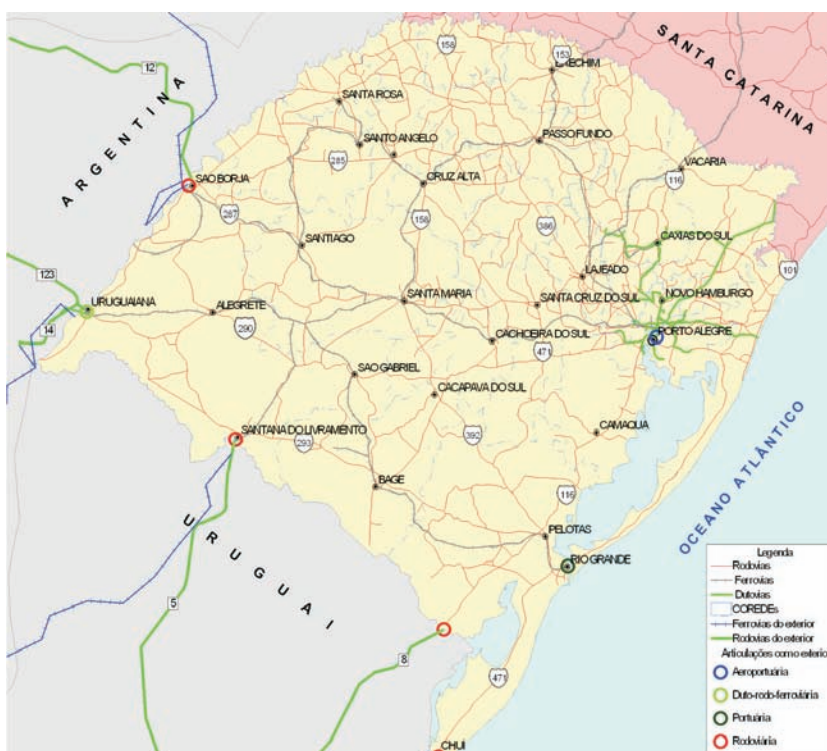 SANTA CATARINA
ARGENTINA
158
153
ERECHIM
12
SANTA ROSA
SANTO ANGELO
PASSO FUNDO
285
VACARIA
116
SAO BORJA
CRUZ ALTA
287
158
386
SANTIAGO
CAXIAS DO SUL
101
123
LAJEADO
URUGUAIANA
ALEGRETE
SANTA MARIA
SANTA CRUZ DO SUL
NOVO HAMBURGO
14
290
CACHOEIRA DO SUL
471
PORTO ALEGRE
SAO GABRIEL
CACAPAVA DO SUL
SANTANA DO LIVRAMENTO
293
392
CAMAQUA
OCEANO ATLÂNTICO
BAGE
116
URUGUAI
PELOTAS
RIO GRANDE
5
8
471
CHUÍ
Legenda
Rodovias
Ferrovias
Dutovias
COREDEs
Ferrovias do exterior
Rodovias do exterior
Articulações com o exterior
Aeroportuária
Duto-rodo-ferroviária
Portuária
Rodoviária